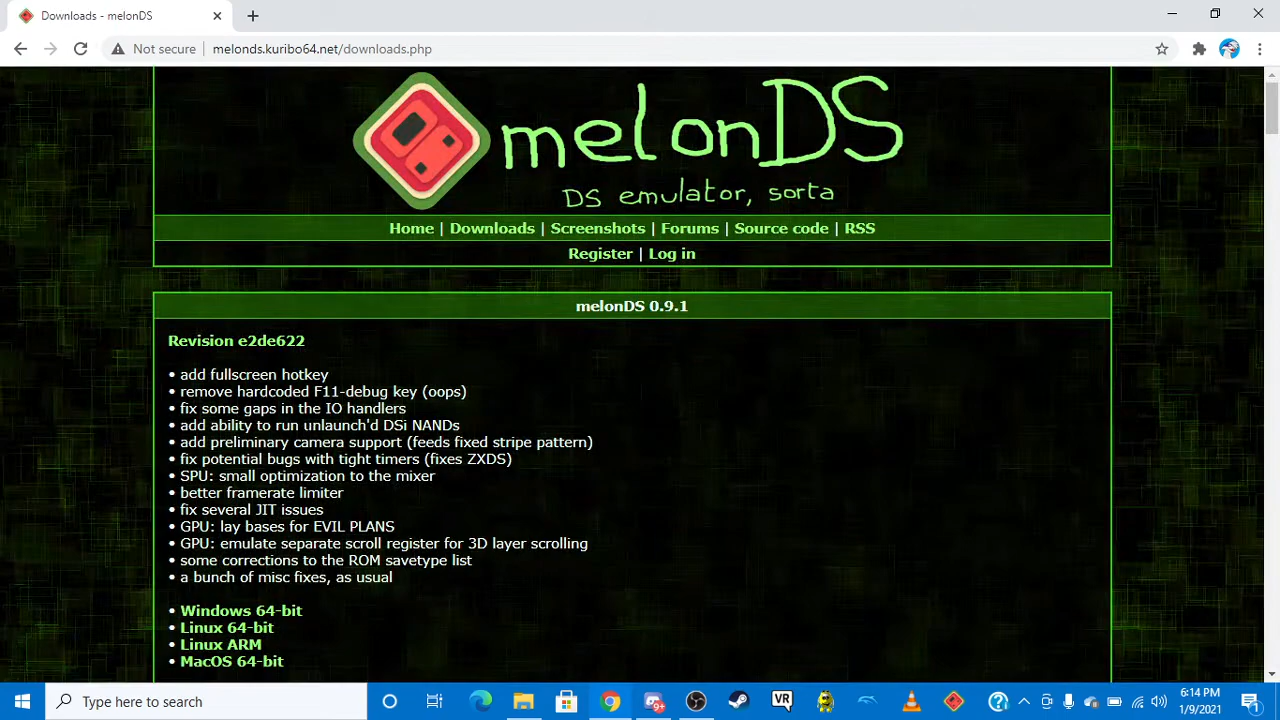 Downloads - melonDS
Not secure
melonds.kuribo64.net/downloads.php
melonDS
DS emulator, sorta
Home | Downloads | Screenshots | Forums | Source code | RSS
Register | Log in
melonDS 0.9.1
Revision e2de622
• add fullscreen hotkey
• remove hardcoded F11-debug key (oops)
• fix some gaps in the IO handlers
• add ability to run unlaunch'd DSi NANDs
• add preliminary camera support (feeds fixed stripe pattern)
• fix potential bugs with tight timers (fixes ZXDS)
• SPU: small optimization to the mixer
• better framerate limiter
• fix several JIT issues
• GPU: lay bases for EVIL PLANS
• GPU: emulate separate scroll register for 3D layer scrolling
• some corrections to the ROM savetype list
• a bunch of misc fixes, as usual
• Windows 64-bit
• Linux 64-bit
• Linux ARM
• MacOS 64-bit
Type here to search
9+
VR
6:14 PM
1/9/2021
1